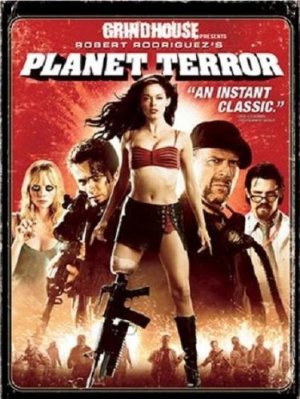 GRINDHOUSE PRESENTS
ROBERT RODRIGUEZ'S
PLANET TERROR
"AN INSTANT
CLASSIC."